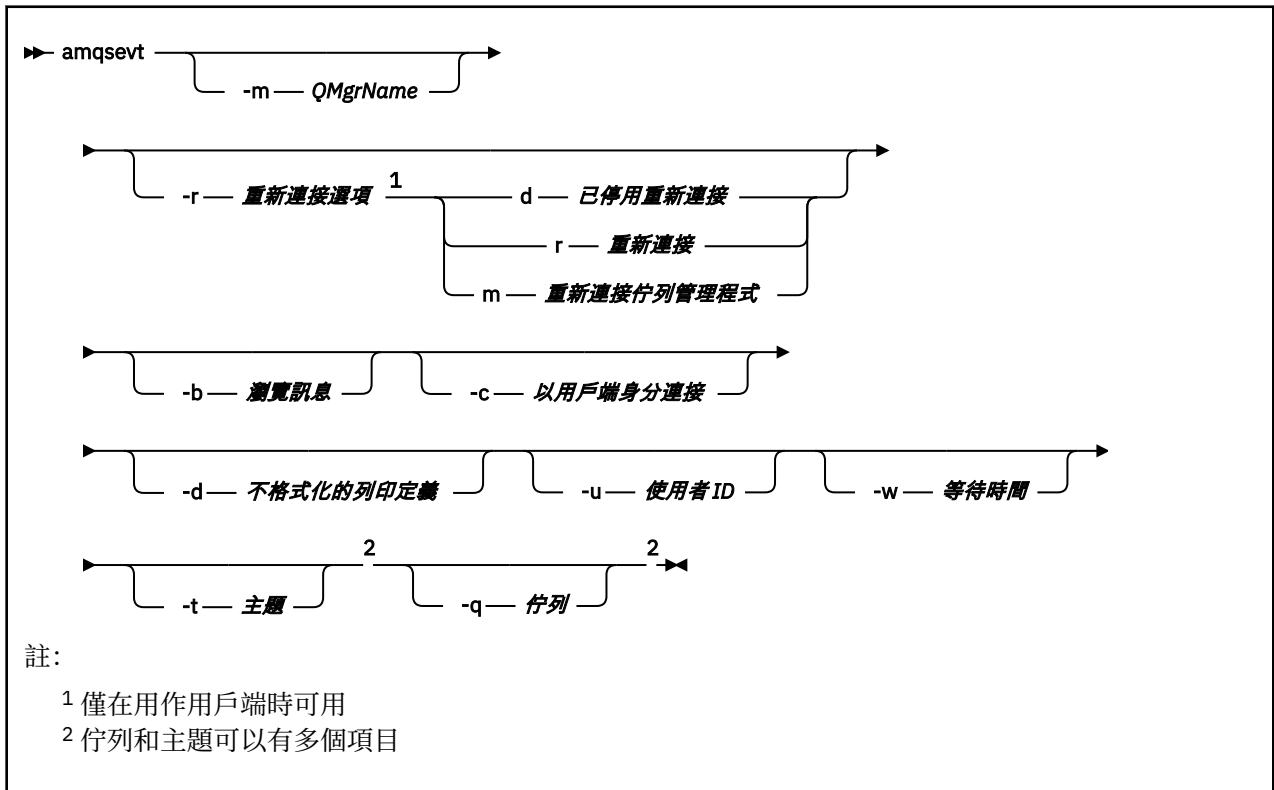 amqsevt
-m QMgrName
-r 重新連接選項 1 d 已停用重新連接
r 重新連接
m 重新連接佇列管理程式
-b 瀏覽訊息 -c 以用戶端身分連接
-d 不格式化的列印定義 -u 使用者 ID -w 等待時間
2 2
-t 主題 -q 佇列
註:
1 僅在用作用戶端時可用
2 佇列和主題可以有多個項目